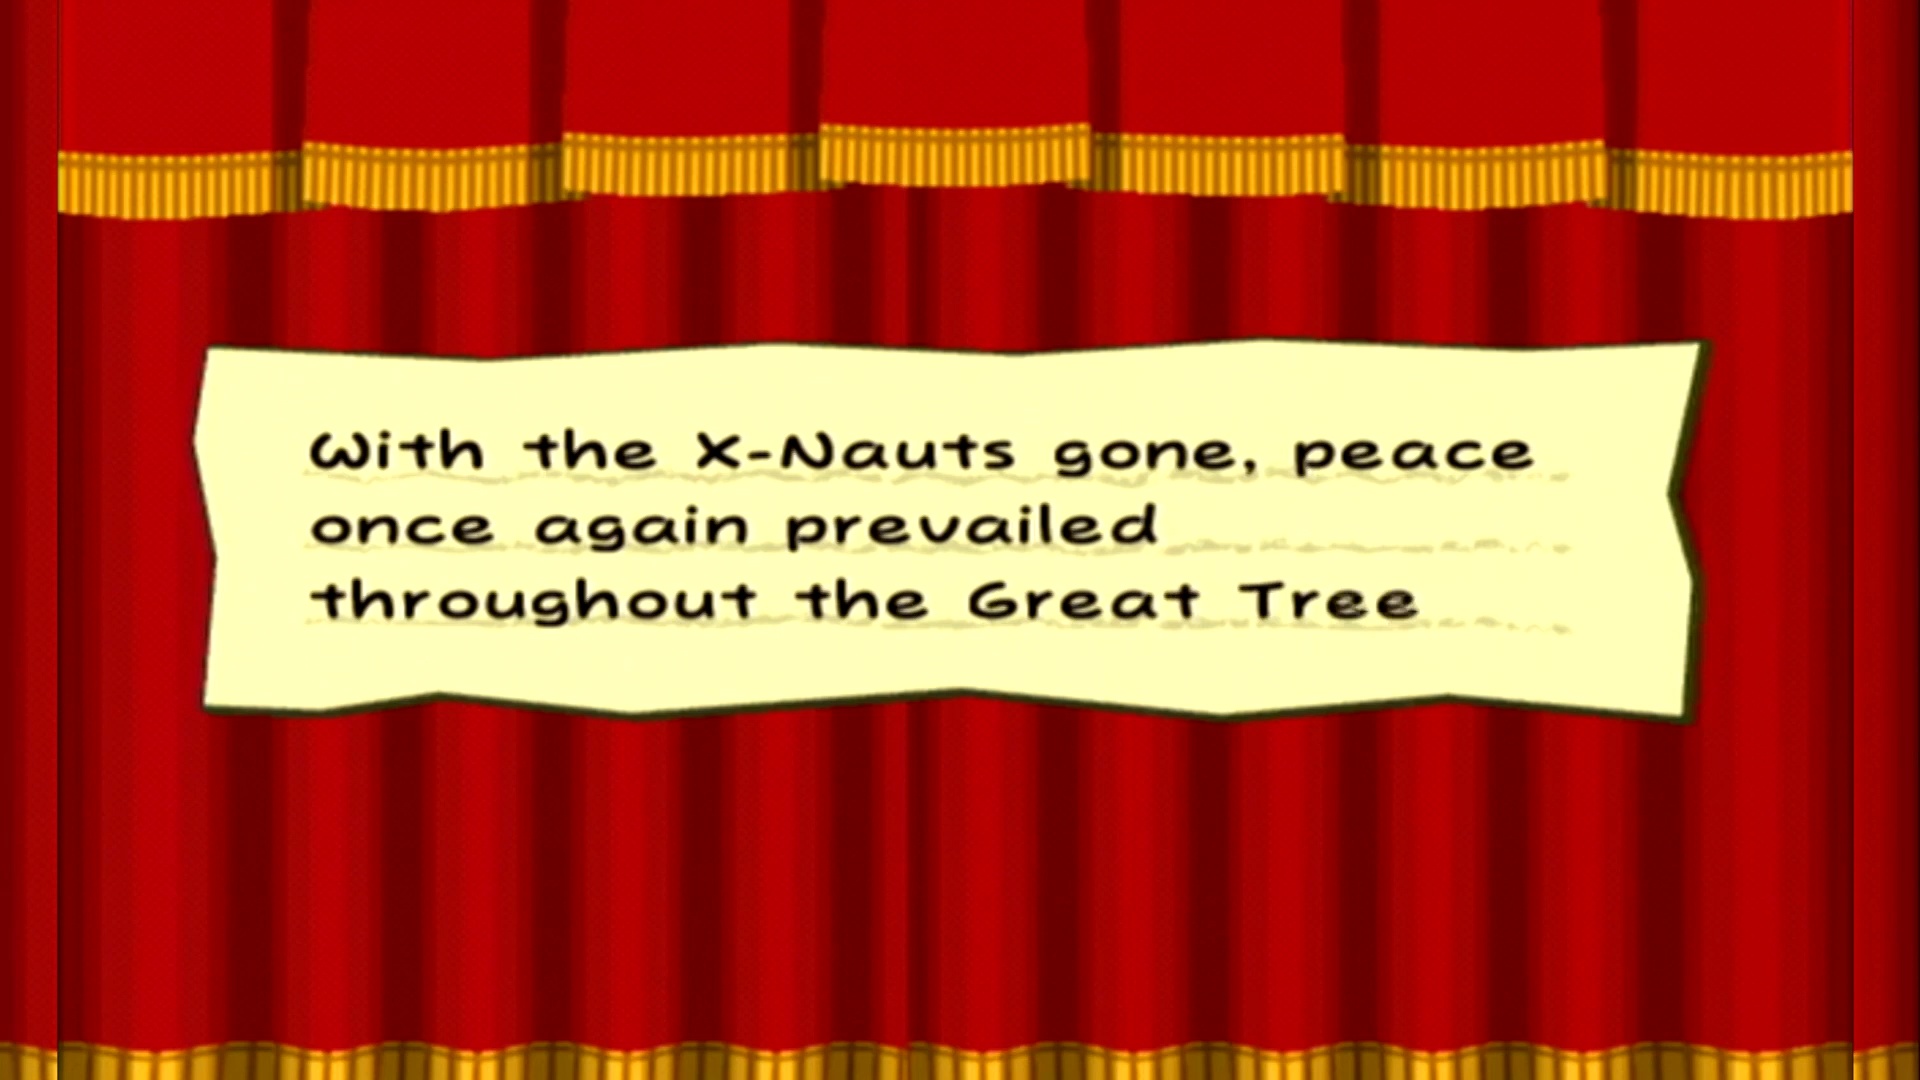 With the X-Nauts gone, peace
once again prevailed
throughout the Great Tree